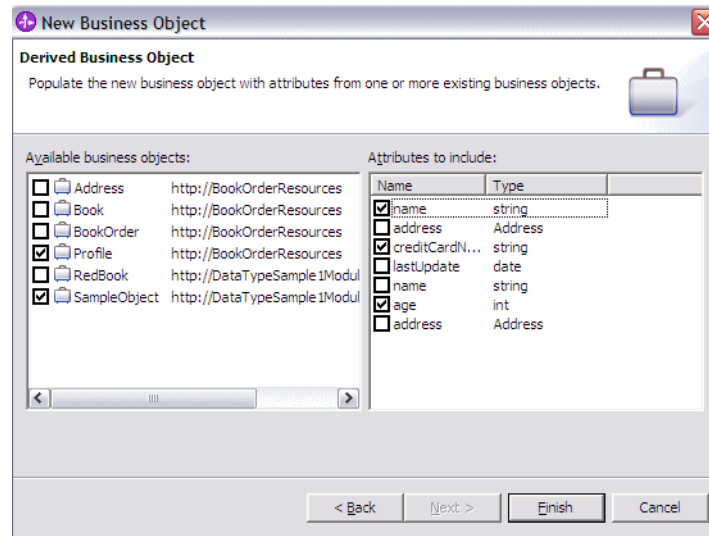 New Business Object
Derived Business Object
Populate the new business object with attributes from one or more existing business objects.
Available business objects:
Address http://BookOrderResources
Book http://BookOrderResources
BookOrder http://BookOrderResources
Profile http://BookOrderResources
RedBook http://DataTypeSample1Modul
SampleObject http://DataTypeSample1Modul
Attributes to include:
Name Type
name string
address Address
creditCardN... string
lastUpdate date
name string
age int
address Address
< Back Next > Finish Cancel